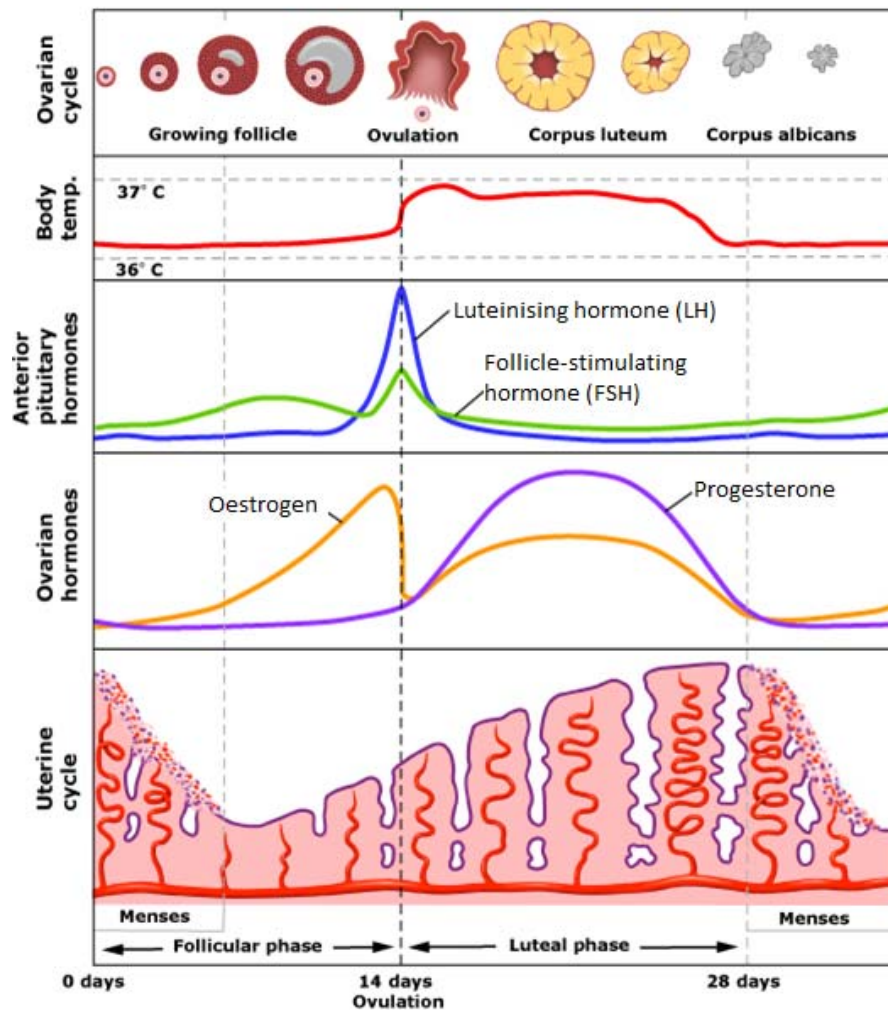 Ovarian
cycle
Growing follicle
Ovulation
Corpus luteum
Corpus albicans
Body
temp.
37° C
36° C
Anterior
pituitary
hormones
Luteinising hormone (LH)
Follicle-stimulating
hormone (FSH)
Ovarian
hormones
Oestrogen
Progesterone
Uterine
cycle
Menses
Menses
Follicular phase
Luteal phase
0 days
14 days
Ovulation
28 days